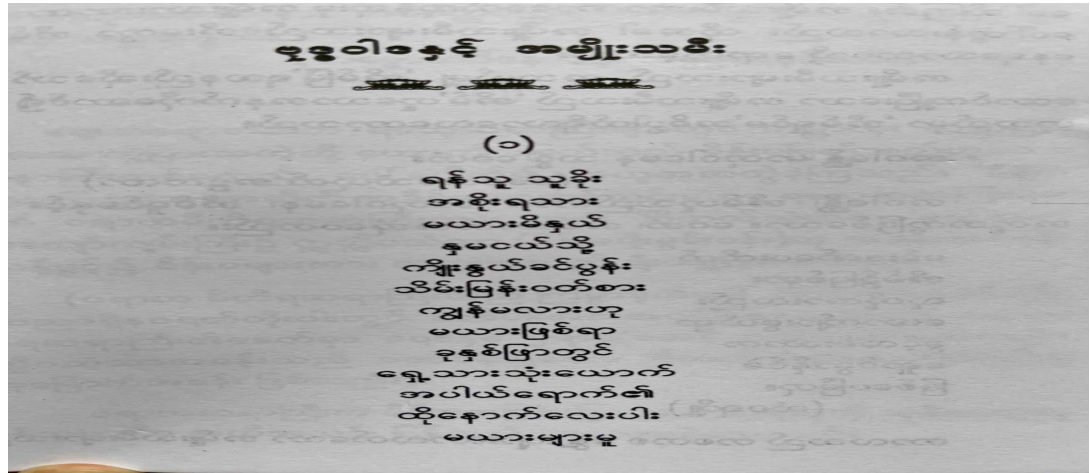 ဗုဒ္ဓဝါဒနှင့် အမျိုးသမီး
(၁)
ရန်သူ သူခိုး
အစိုးရသား
မယားမိနှယ်
နှမငယ်သို့
ကျိုးနွယ်ခင်ပွန်း
သိမ်းမြန်းဝတ်စား
ကျွန်မလားဟု
မယားဖြစ်ရာ
ခုနှစ်ဖြာတွင်
ရှေ့သားသုံးယောက်
အပါယ်ရောက်၏
ထိုနောက်လေးပါး
မယားများမူ